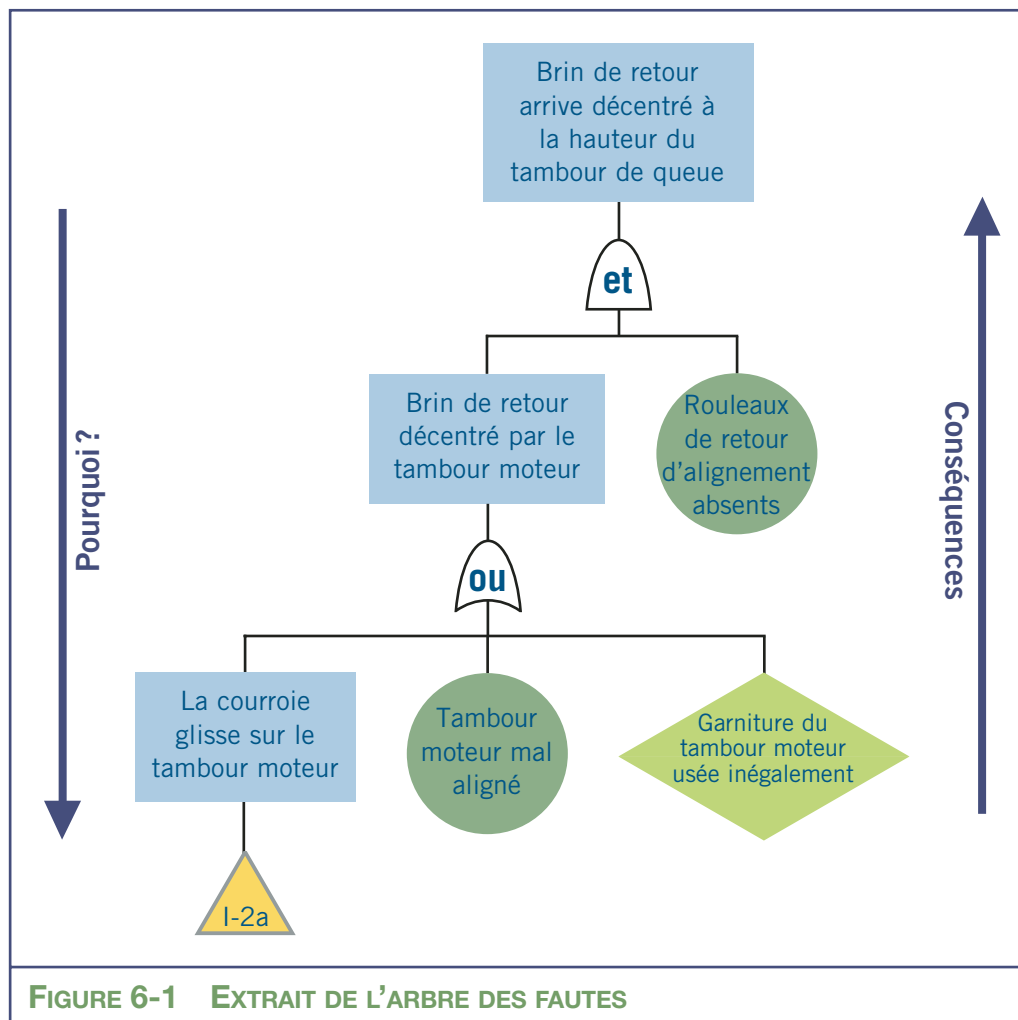 Brin de retour
arrive décentré à
la hauteur du
tambour de queue
et
Brin de retour
décentré par le
tambour moteur
Rouleaux
de retour
d'alignement
absents
Pourquoi ?
Conséquences
ou
La courroie
glisse sur le
tambour moteur
Tambour
moteur mal
aligné
Garniture du
tambour moteur
usée inégalement
I-2a
FIGURE 6-1 EXTRAIT DE L'ARBRE DES FAUTES